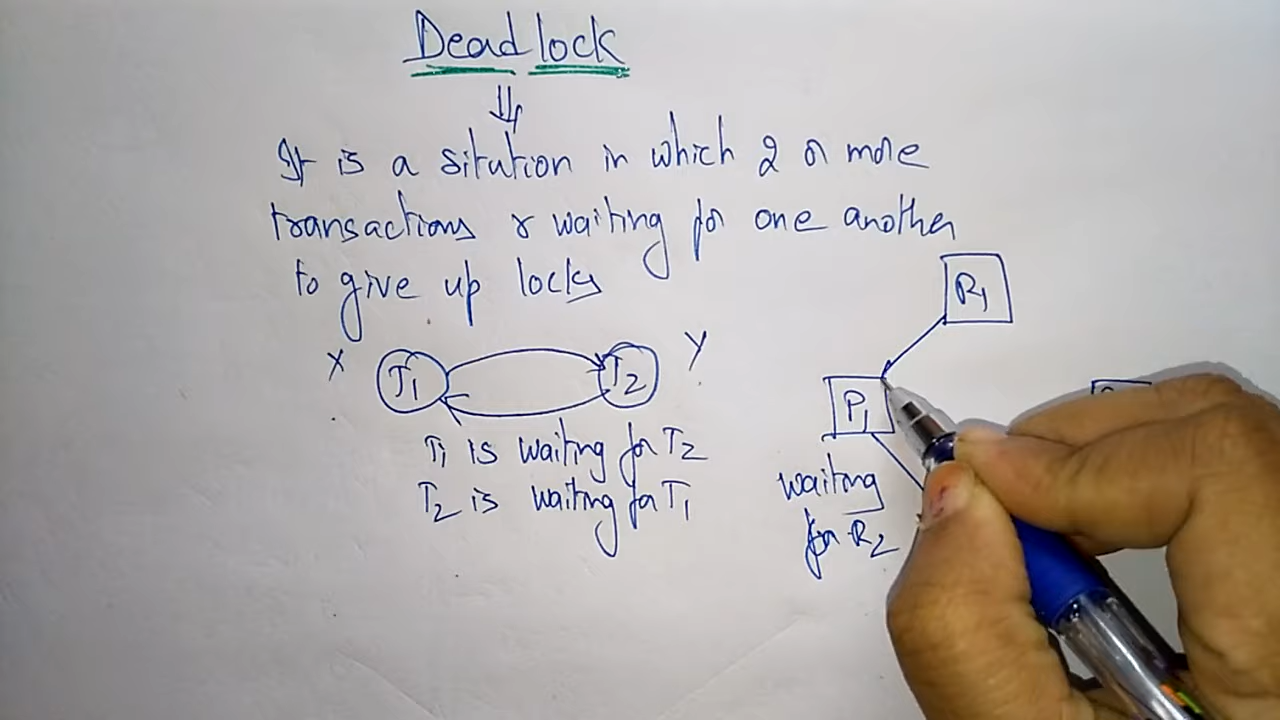 Deadlock
It is a sitution in which 2 or more
transactions r waiting for one another
to give up locks
R1
X T1 T2 Y
P1
T1 is waiting for T2
waiting
T2 is waiting for T1
for R2